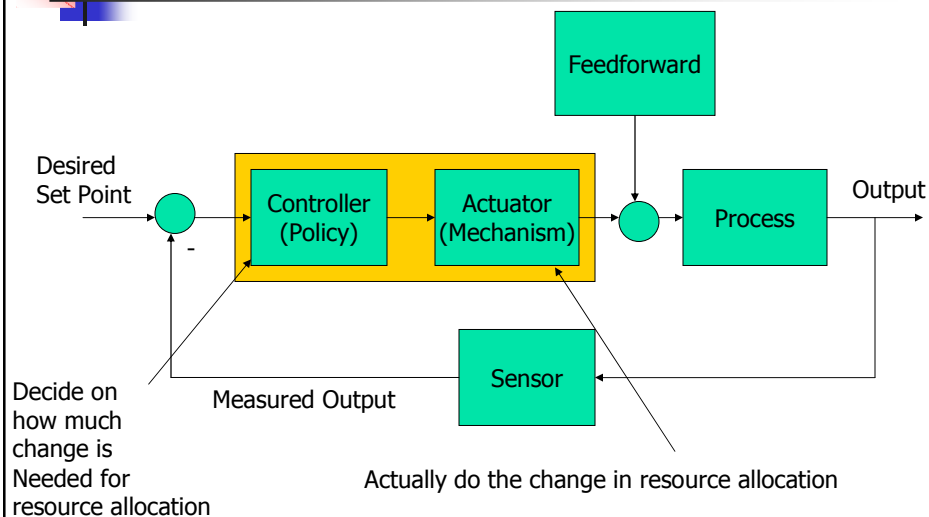 Feedforward
Desired
Set Point
Controller
(Policy)
Actuator
(Mechanism)
Process
Output
-
Sensor
Measured Output
Decide on
how much
change is
Needed for
resource allocation
Actually do the change in resource allocation